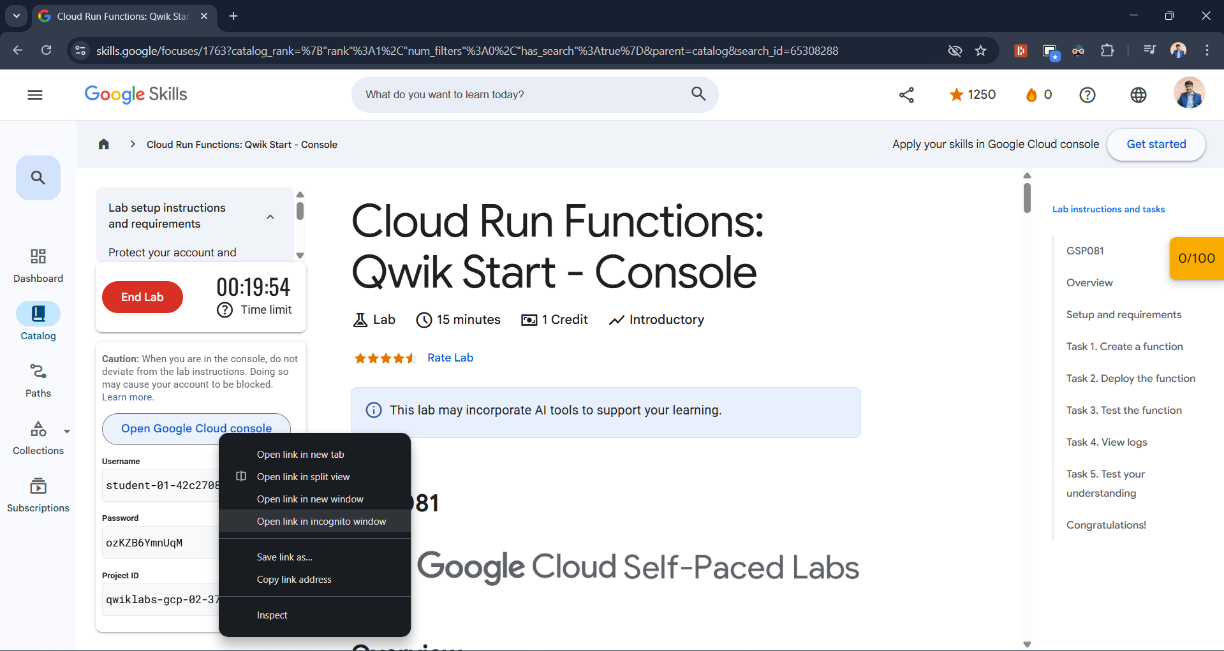 Cloud Run Functions: Qwik Star
skills.google/focuses/1763?catalog_rank=%7B"rank"%3A1%2C"num_filters"%3A0%2C"has_search"%3Atrue%7D&parent=catalog&search_id=65308288
Google Skills
What do you want to learn today?
1250
0
Cloud Run Functions: Qwik Start - Console
Apply your skills in Google Cloud console
Get started
Dashboard
Catalog
Paths
Collections
Subscriptions
Lab setup instructions
and requirements
Protect your account and
End Lab
00:19:54
Time limit
Caution: When you are in the console, do not
deviate from the lab instructions. Doing so
may cause your account to be blocked.
Learn more.
Open Google Cloud console
Username
student-01-42c2708
Password
ozKZB6YmnUqM
Project ID
qwiklabs-gcp-02-37
Open link in new tab
Open link in split view
Open link in new window
Open link in incognito window
Save link as...
Copy link address
Inspect
Cloud Run Functions:
Qwik Start - Console
Lab
15 minutes
1 Credit
Introductory
Rate Lab
This lab may incorporate AI tools to support your learning.
81
Google Cloud Self-Paced Labs
Overview
Lab instructions and tasks
GSP081
Overview
Setup and requirements
Task 1. Create a function
Task 2. Deploy the function
Task 3. Test the function
Task 4. View logs
Task 5. Test your
understanding
Congratulations!
0/100